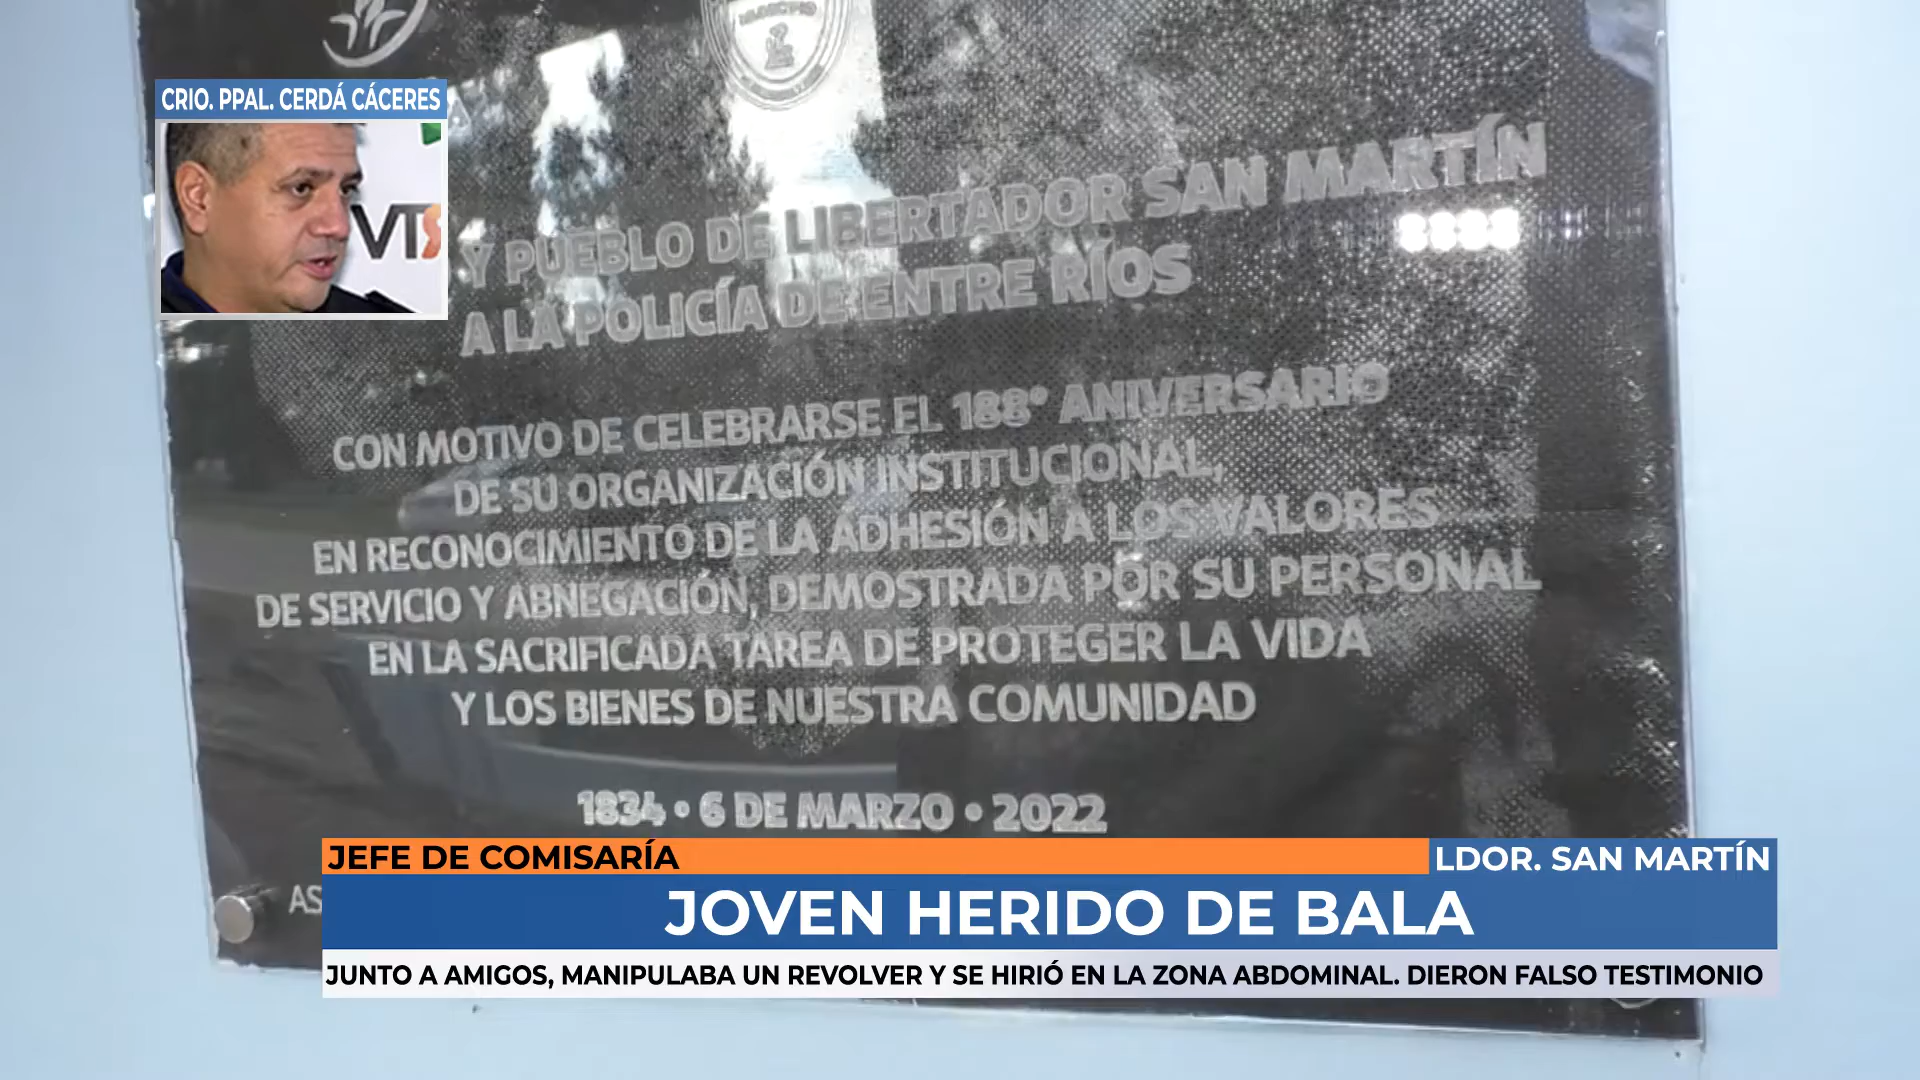 MUNICIPIO
CRIO. PPAL. CERDÁ CÁCERES
Y PUEBLO DE LIBERTADOR SAN MARTÍN
A LA POLICÍA DE ENTRE RÍOS
CON MOTIVO DE CELEBRARSE EL 188° ANIVERSARIO
DE SU ORGANIZACIÓN INSTITUCIONAL,
EN RECONOCIMIENTO DE LA ADHESIÓN A LOS VALORES
DE SERVICIO Y ABNEGACIÓN, DEMOSTRADA POR SU PERSONAL
EN LA SACRIFICADA TAREA DE PROTEGER LA VIDA
Y LOS BIENES DE NUESTRA COMUNIDAD
1834 • 6 DE MARZO • 2022
JEFE DE COMISARÍA
LDOR. SAN MARTÍN
JOVEN HERIDO DE BALA
JUNTO A AMIGOS, MANIPULABA UN REVOLVER Y SE HIRIÓ EN LA ZONA ABDOMINAL. DIERON FALSO TESTIMONIO